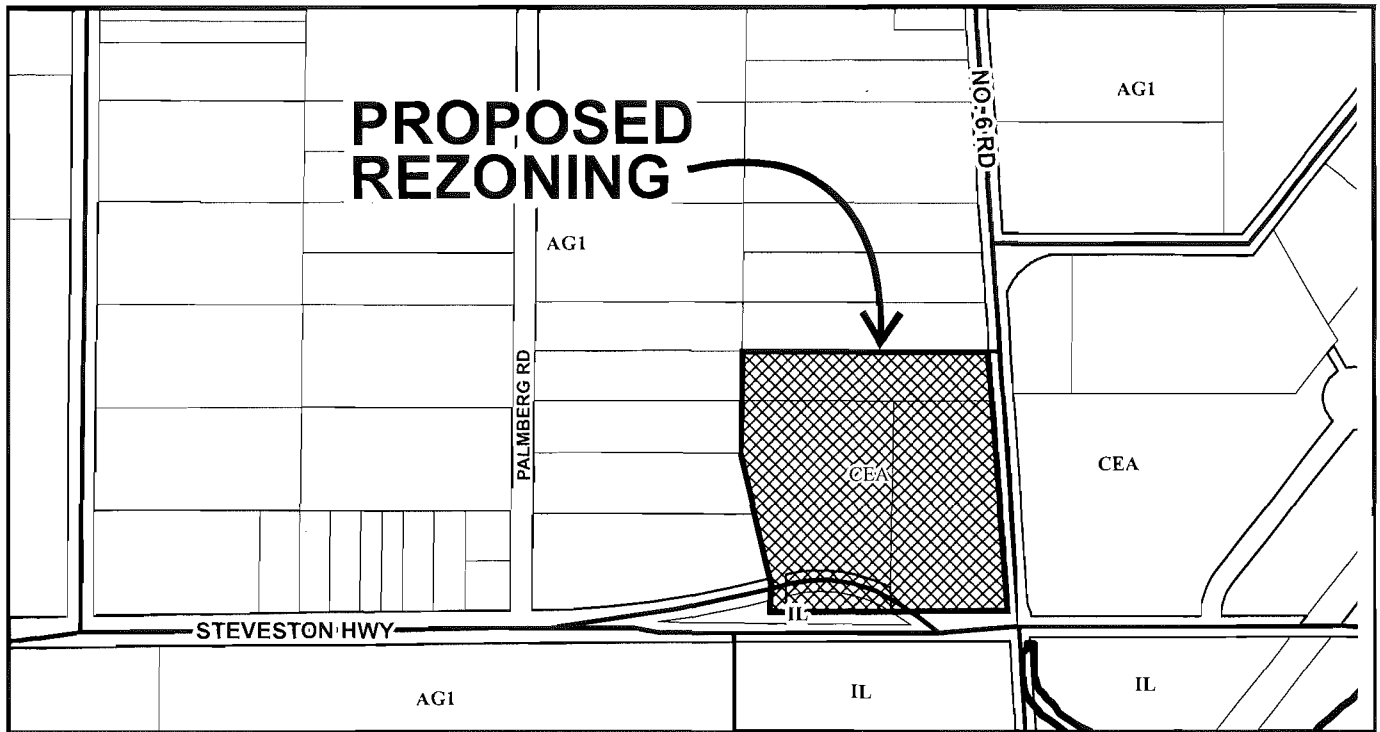 AG1
NO 6 RD
PROPOSED
REZONING
AG1
PALMBERG RD
CEA
CEA
IL
STEVESTON HWY
AG1
IL
IL